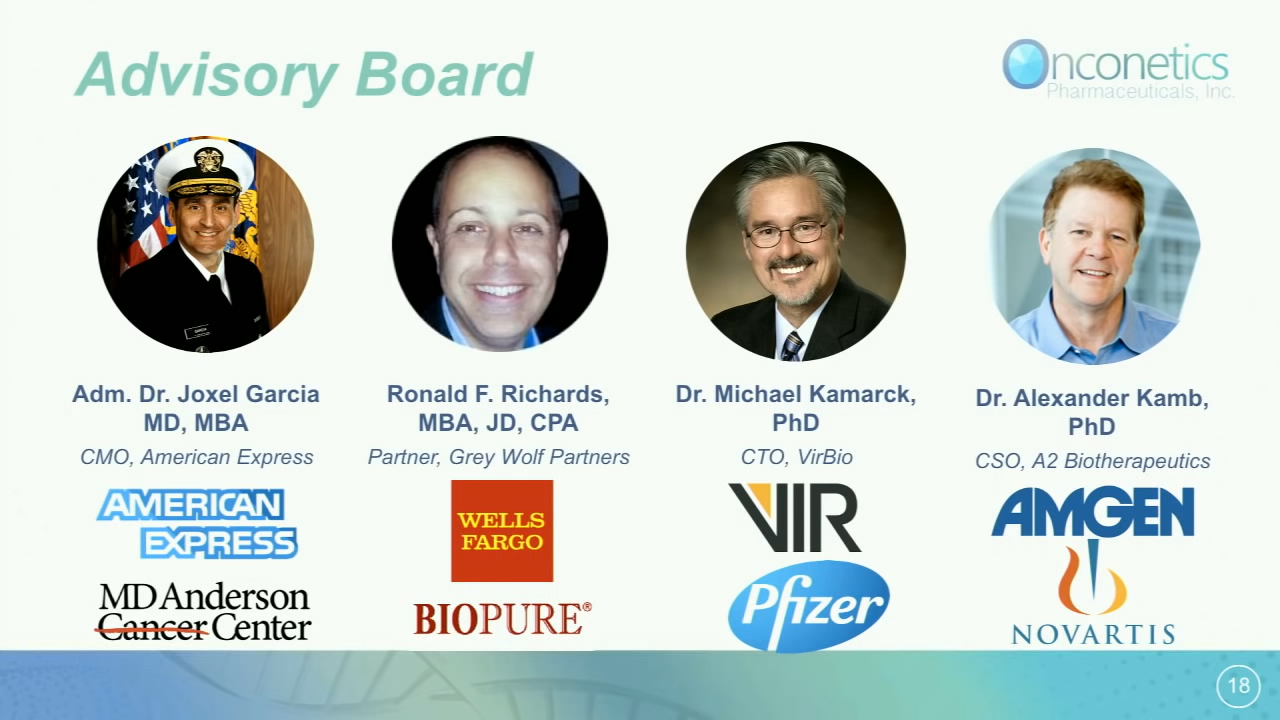 Advisory Board
Onconetics
Pharmaceuticals, Inc.
Adm. Dr. Joxel Garcia
MD, MBA
CMO, American Express
AMERICAN
EXPRESS
MD Anderson
Cancer Center
Ronald F. Richards,
MBA, JD, CPA
Partner, Grey Wolf Partners
WELLS
FARGO
BIOPURE®
Dr. Michael Kamarck,
PhD
CTO, VirBio
VIR
Pfizer
Dr. Alexander Kamb,
PhD
CSO, A2 Biotherapeutics
AMGEN
NOVARTIS
18